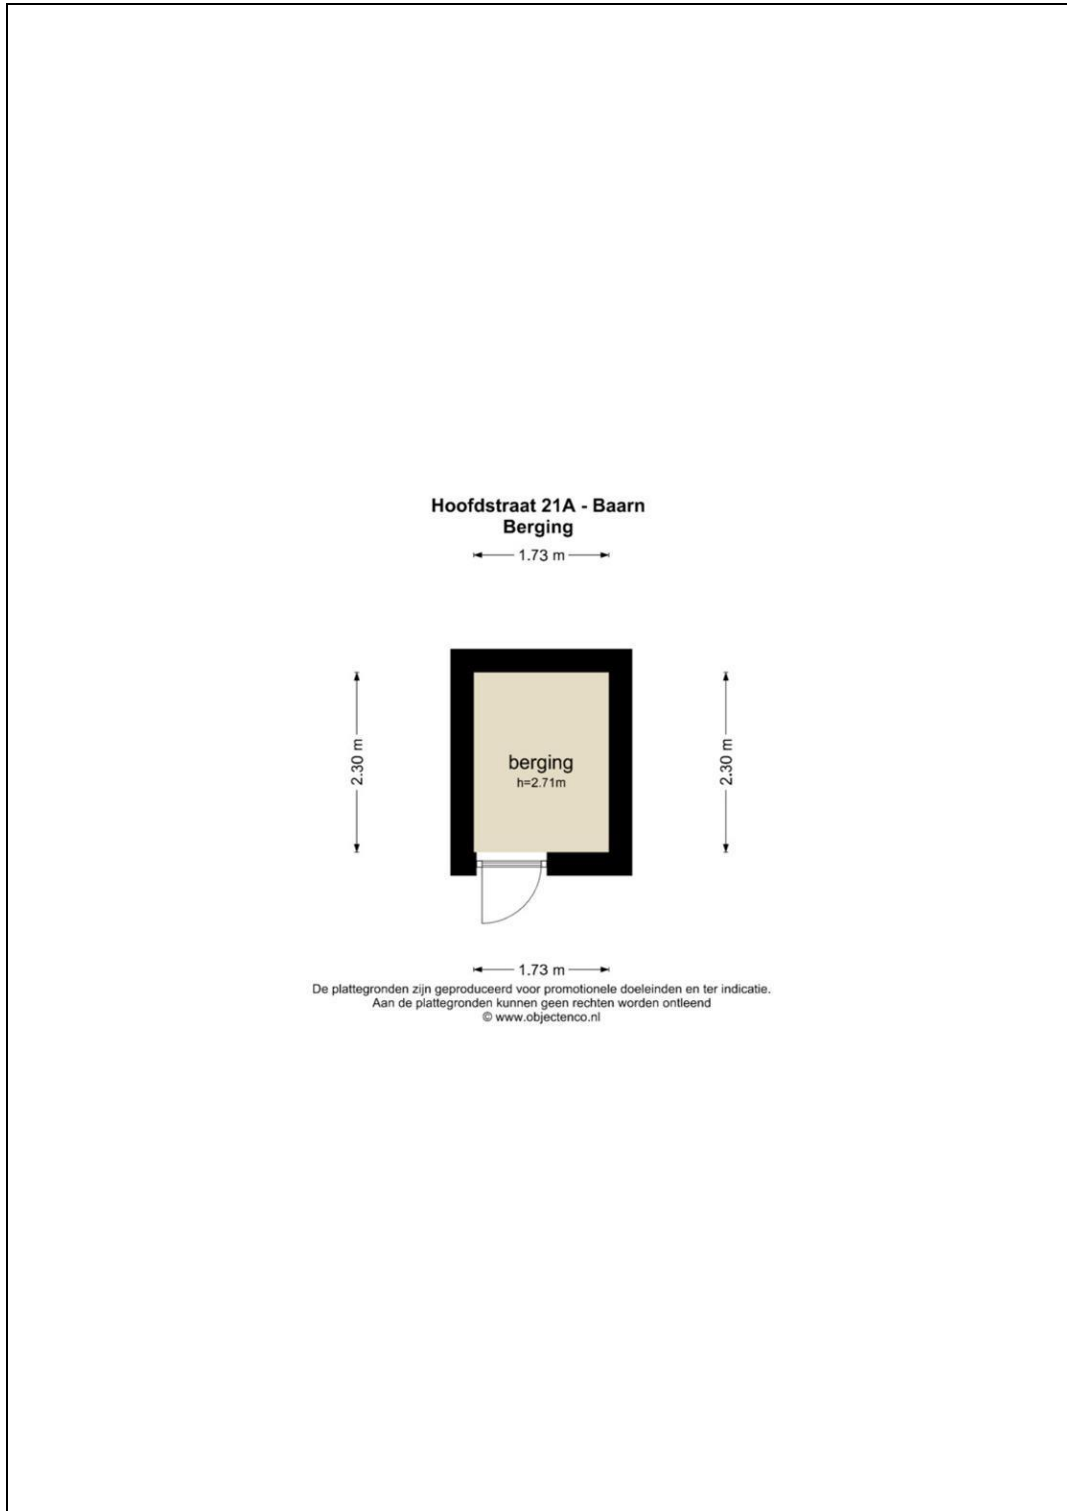 Hoofdstraat 21A - Baarn
Berging
1.73 m
2.30 m
berging
h=2.71m
2.30 m
1.73 m
De plattegronden zijn geproduceerd voor promotionele doeleinden en ter indicatie.
Aan de plattegronden kunnen geen rechten worden ontleend
© www.objectenco.nl